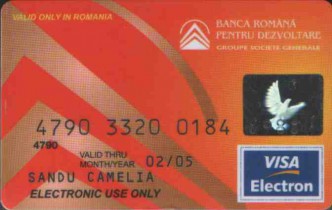 VALID ONLY IN ROMANIA
BANCA ROMÂNĂ
PENTRU DEZVOLTARE
GROUPE SOCIETE GENERALE
4790 3320 0184
4790
VALID THRU
MONTH/YEAR 02/05
SANDU CAMELIA
ELECTRONIC USE ONLY
VISA
Electron